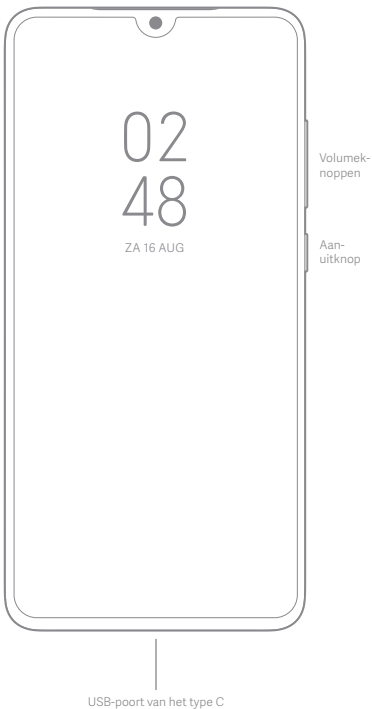 02
48
ZA 16 AUG
Volumek-
noppen
Aan-
uitknop
USB-poort van het type C